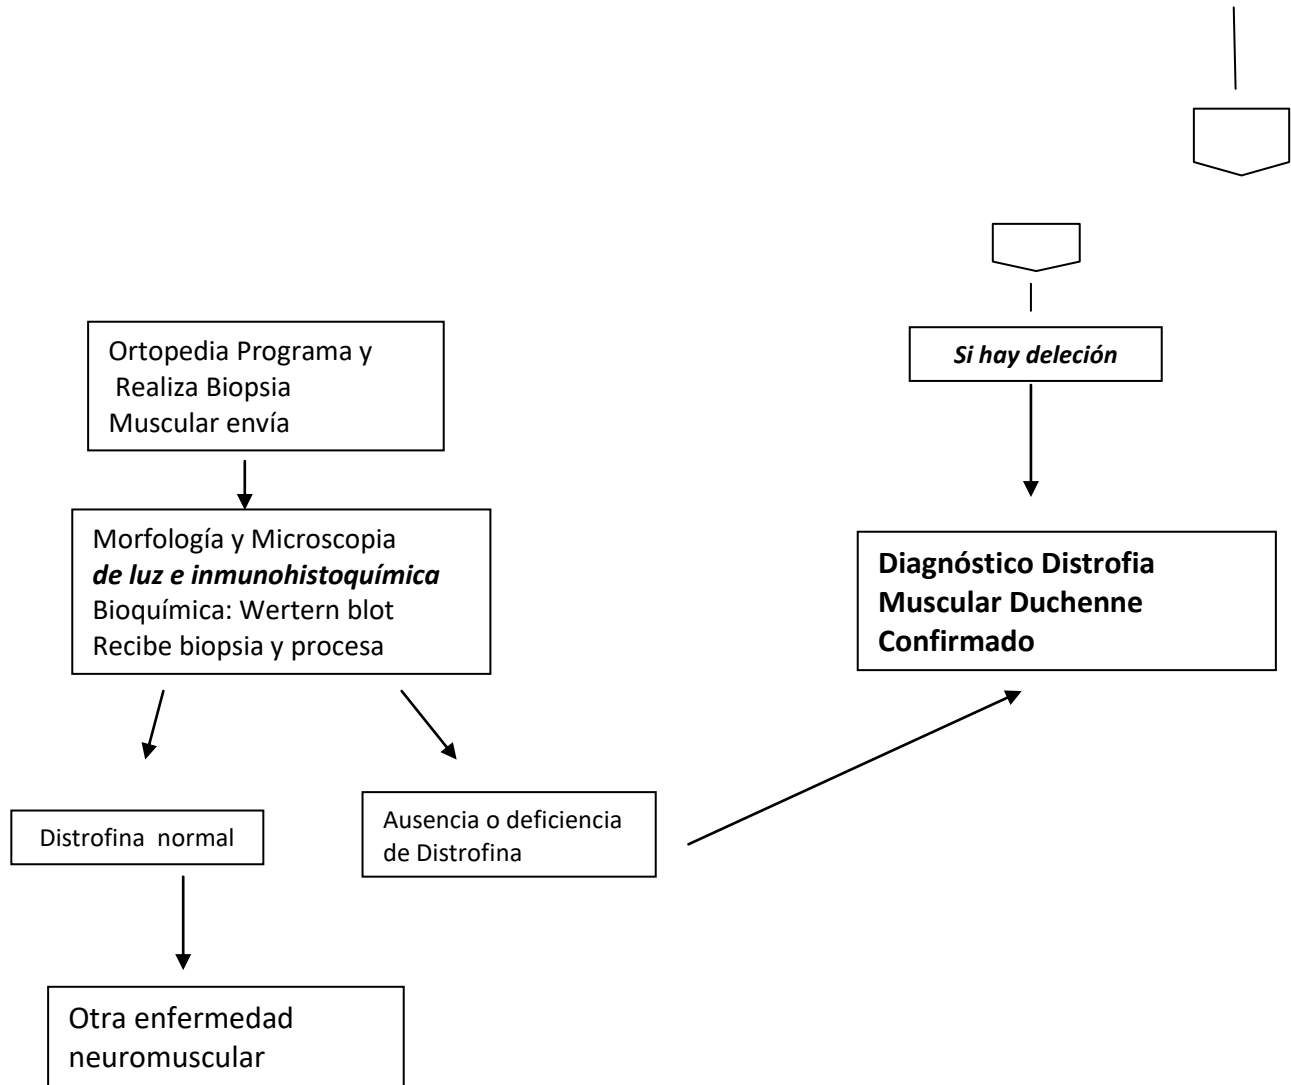 Ortopedia Programa y
Realiza Biopsia
Muscular envía
Si hay deleción
Morfología y Microscopia
de luz e inmunohistoquímica
Bioquímica: Wertern blot
Recibe biopsia y procesa
Diagnóstico Distrofia
Muscular Duchenne
Confirmado
Distrofina normal
Ausencia o deficiencia
de Distrofina
Otra enfermedad
neuromuscular